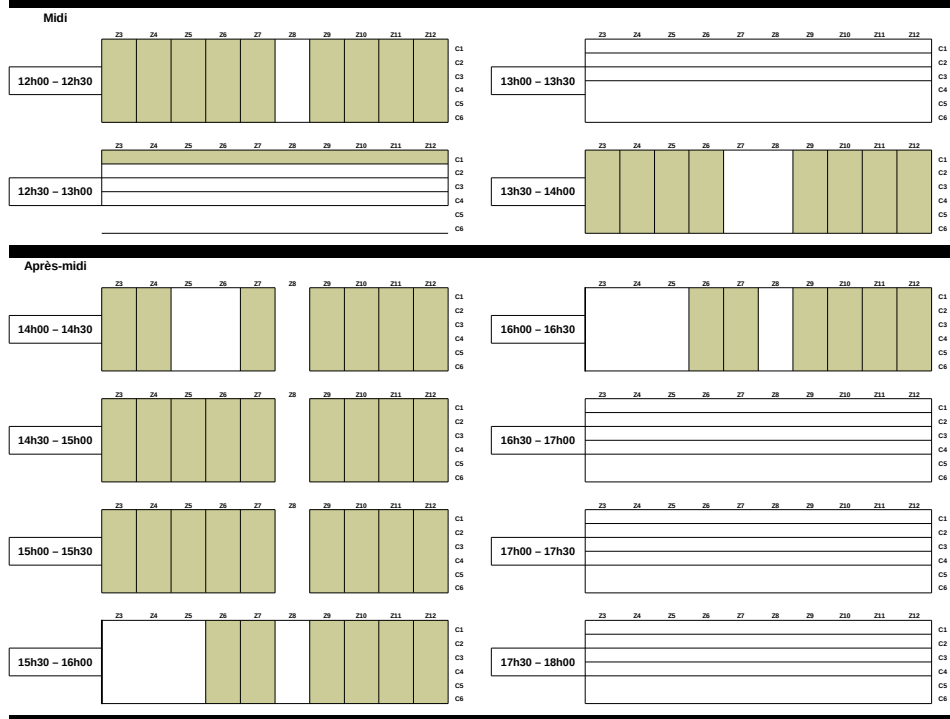 Midi
Z3 Z4 Z5 Z6 Z7 Z8 Z9 Z10 Z11 Z12
C1
C2
12h00 – 12h30
C3
C4
C5
C6
Z3 Z4 Z5 Z6 Z7 Z8 Z9 Z10 Z11 Z12
C1
C2
13h00 – 13h30
C3
C4
C5
C6
Z3 Z4 Z5 Z6 Z7 Z8 Z9 Z10 Z11 Z12
C1
C2
12h30 – 13h00
C3
C4
C5
C6
Z3 Z4 Z5 Z6 Z7 Z8 Z9 Z10 Z11 Z12
C1
C2
13h30 – 14h00
C3
C4
C5
C6
Après-midi
Z3 Z4 Z5 Z6 Z7 Z8 Z9 Z10 Z11 Z12
C1
C2
14h00 – 14h30
C3
C4
C5
C6
Z3 Z4 Z5 Z6 Z7 Z8 Z9 Z10 Z11 Z12
C1
C2
16h00 – 16h30
C3
C4
C5
C6
Z3 Z4 Z5 Z6 Z7 Z8 Z9 Z10 Z11 Z12
C1
C2
14h30 – 15h00
C3
C4
C5
C6
Z3 Z4 Z5 Z6 Z7 Z8 Z9 Z10 Z11 Z12
C1
C2
16h30 – 17h00
C3
C4
C5
C6
Z3 Z4 Z5 Z6 Z7 Z8 Z9 Z10 Z11 Z12
C1
C2
15h00 – 15h30
C3
C4
C5
C6
Z3 Z4 Z5 Z6 Z7 Z8 Z9 Z10 Z11 Z12
C1
C2
17h00 – 17h30
C3
C4
C5
C6
Z3 Z4 Z5 Z6 Z7 Z8 Z9 Z10 Z11 Z12
C1
C2
15h30 – 16h00
C3
C4
C5
C6
Z3 Z4 Z5 Z6 Z7 Z8 Z9 Z10 Z11 Z12
C1
C2
17h30 – 18h00
C3
C4
C5
C6